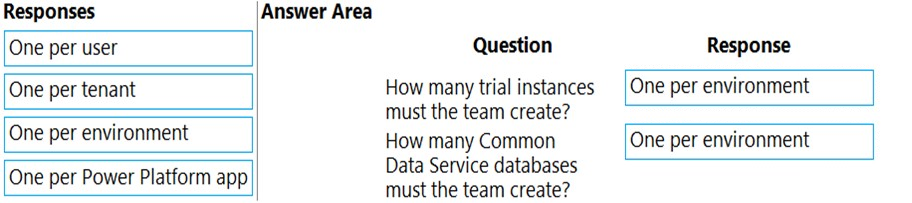 Responses
One per user
One per tenant
One per environment
One per Power Platform app
Answer Area
Question
Response
How many trial instances
must the team create?
One per environment
How many Common
Data Service databases
must the team create?
One per environment